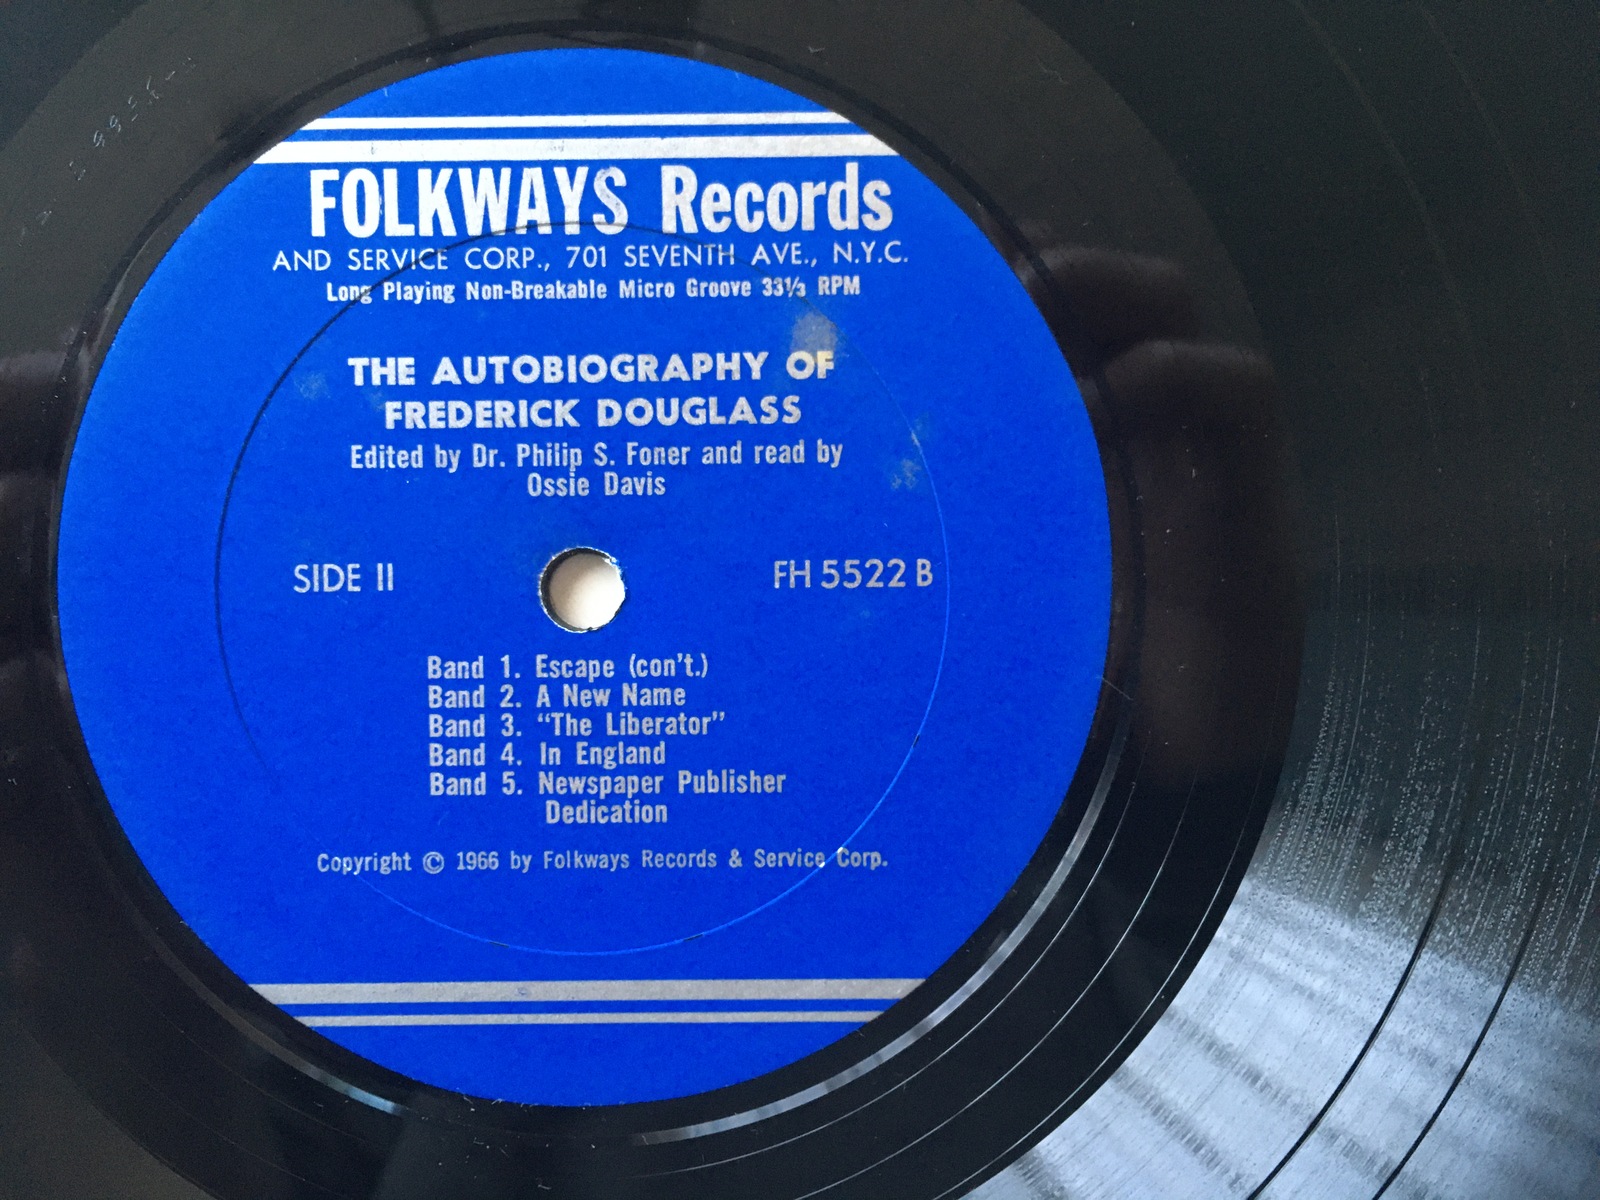 FOLKWAYS Records
AND SERVICE CORP., 701 SEVENTH AVE., N.Y.C.
Long Playing Non-Breakable Micro Groove 33⅓ RPM
THE AUTOBIOGRAPHY OF
FREDERICK DOUGLASS
Edited by Dr. Philip S. Foner and read by
Ossie Davis
SIDE II FH 5522 B
Band 1. Escape (con't.)
Band 2. A New Name
Band 3. "The Liberator"
Band 4. In England
Band 5. Newspaper Publisher
Dedication
Copyright © 1966 by Folkways Records & Service Corp.